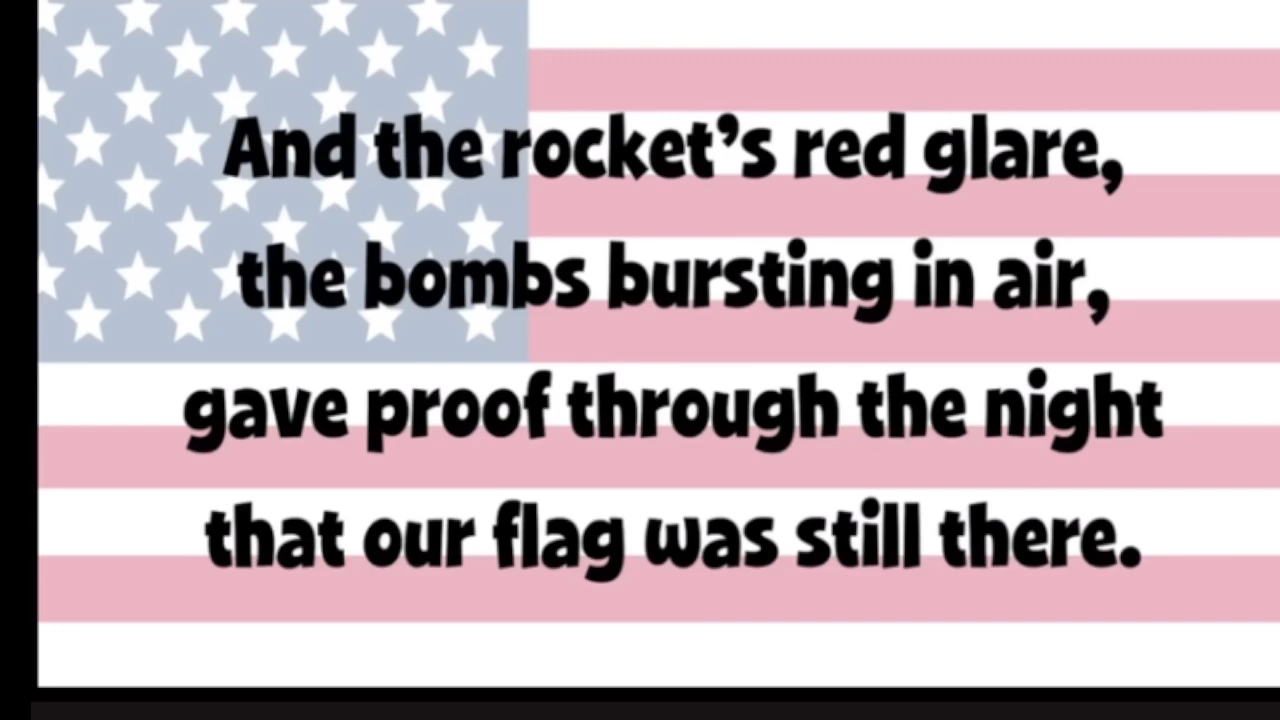 And the rocket’s red glare,
the bombs bursting in air,
gave proof through the night
that our flag was still there.